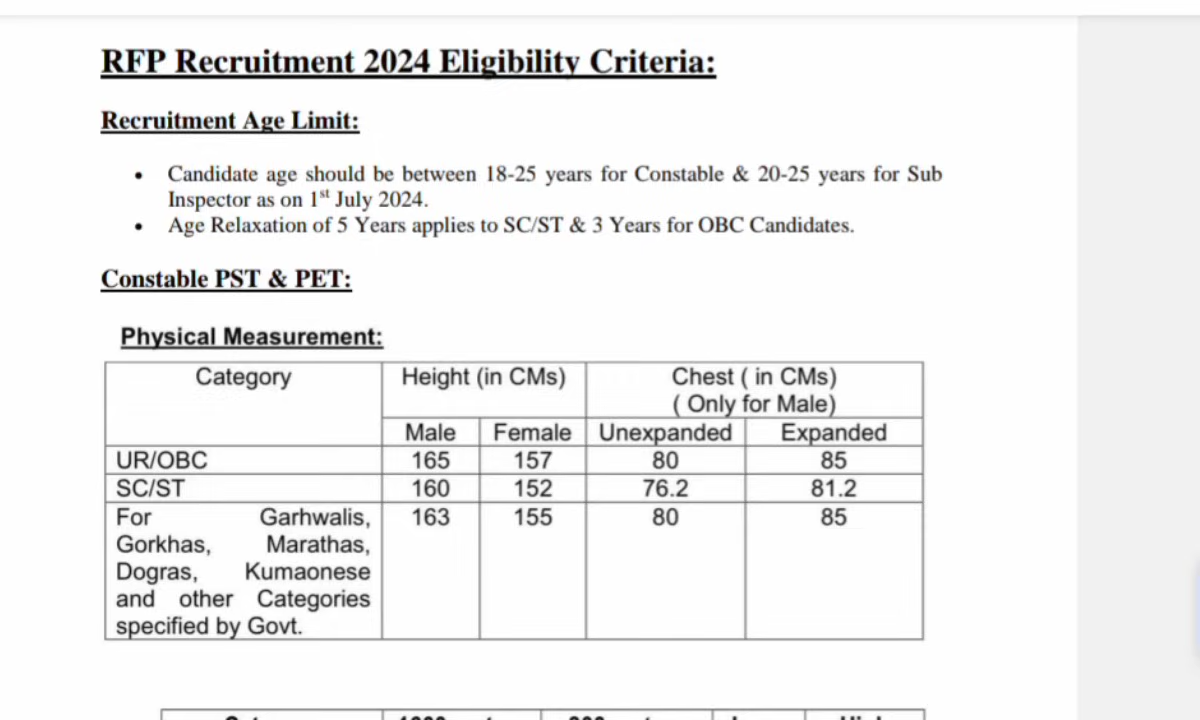 RFP Recruitment 2024 Eligibility Criteria:
Recruitment Age Limit:
• Candidate age should be between 18-25 years for Constable & 20-25 years for Sub
Inspector as on 1st July 2024.
• Age Relaxation of 5 Years applies to SC/ST & 3 Years for OBC Candidates.
Constable PST & PET:
Physical Measurement:
Category Height (in CMs) Chest ( in CMs)
( Only for Male)
Male Female Unexpanded Expanded
UR/OBC 165 157 80 85
SC/ST 160 152 76.2 81.2
For Garhwalis, 163 155 80 85
Gorkhas, Marathas,
Dogras, Kumaonese
and other Categories
specified by Govt.